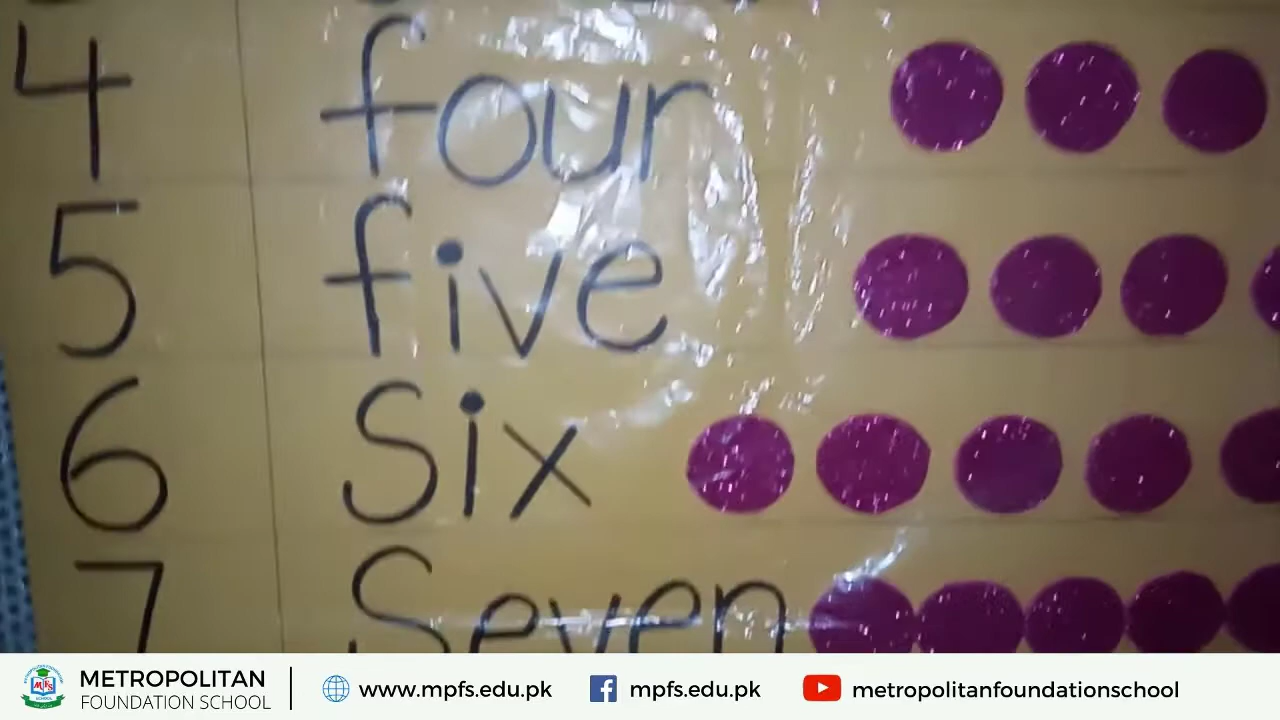 4 four
5 five
6 Six
7 Seven
METROPOLITAN
FOUNDATION SCHOOL
www.mpfs.edu.pk
mpfs.edu.pk
metropolitanfoundationschool